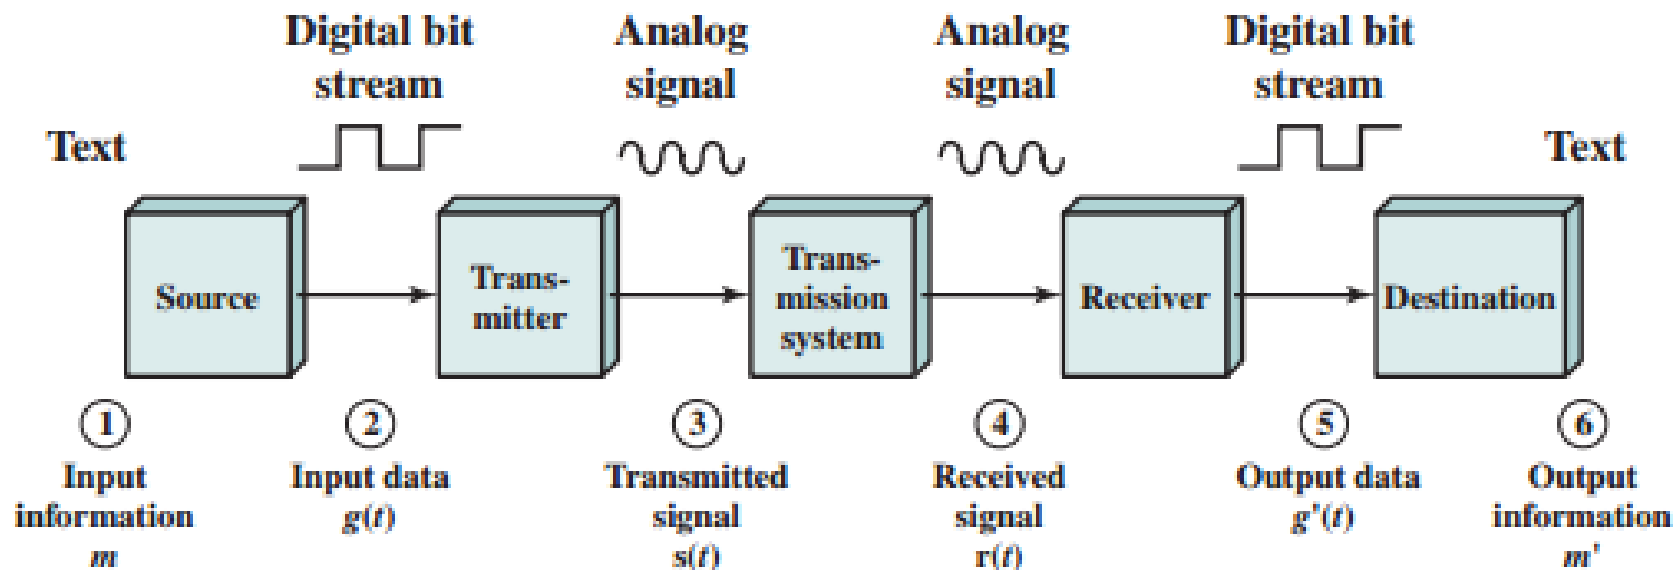 Digital bit
stream
Analog
signal
Analog
signal
Digital bit
stream
Text
Text
Source
Trans-
mitter
Trans-
mission
system
Receiver
Destination
1
Input
information
m
2
Input data
g(t)
3
Transmitted
signal
s(t)
4
Received
signal
r(t)
5
Output data
g'(t)
6
Output
information
m'